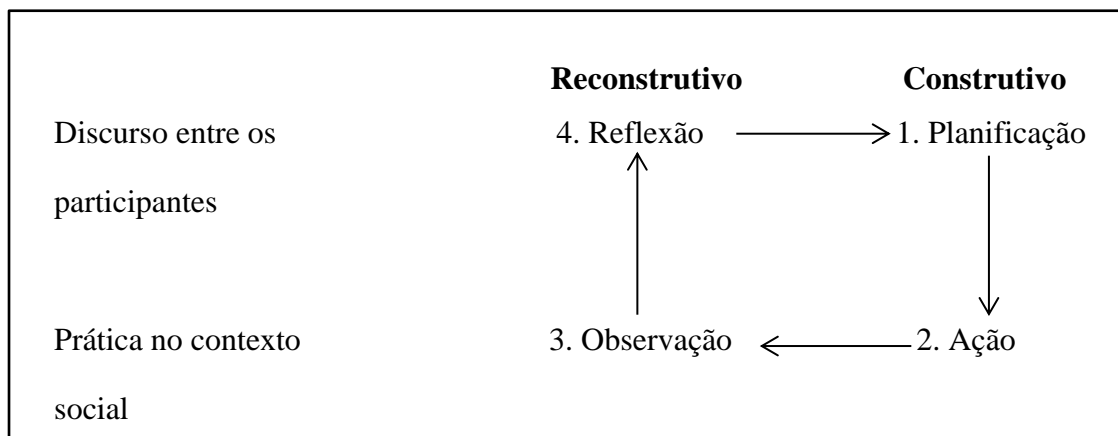 Reconstrutivo Construtivo
Discurso entre os 4. Reflexão 1. Planificação
participantes
Prática no contexto 3. Observação 2. Ação
social